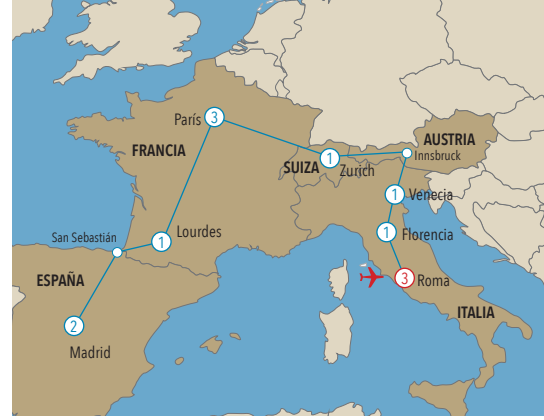 París
3
FRANCIA
AUSTRIA
Innsbruck
SUIZA
1
Zurich
1
Venecia
San Sebastián
1
Lourdes
1
Florencia
ESPAÑA
3
Roma
ITALIA
2
Madrid